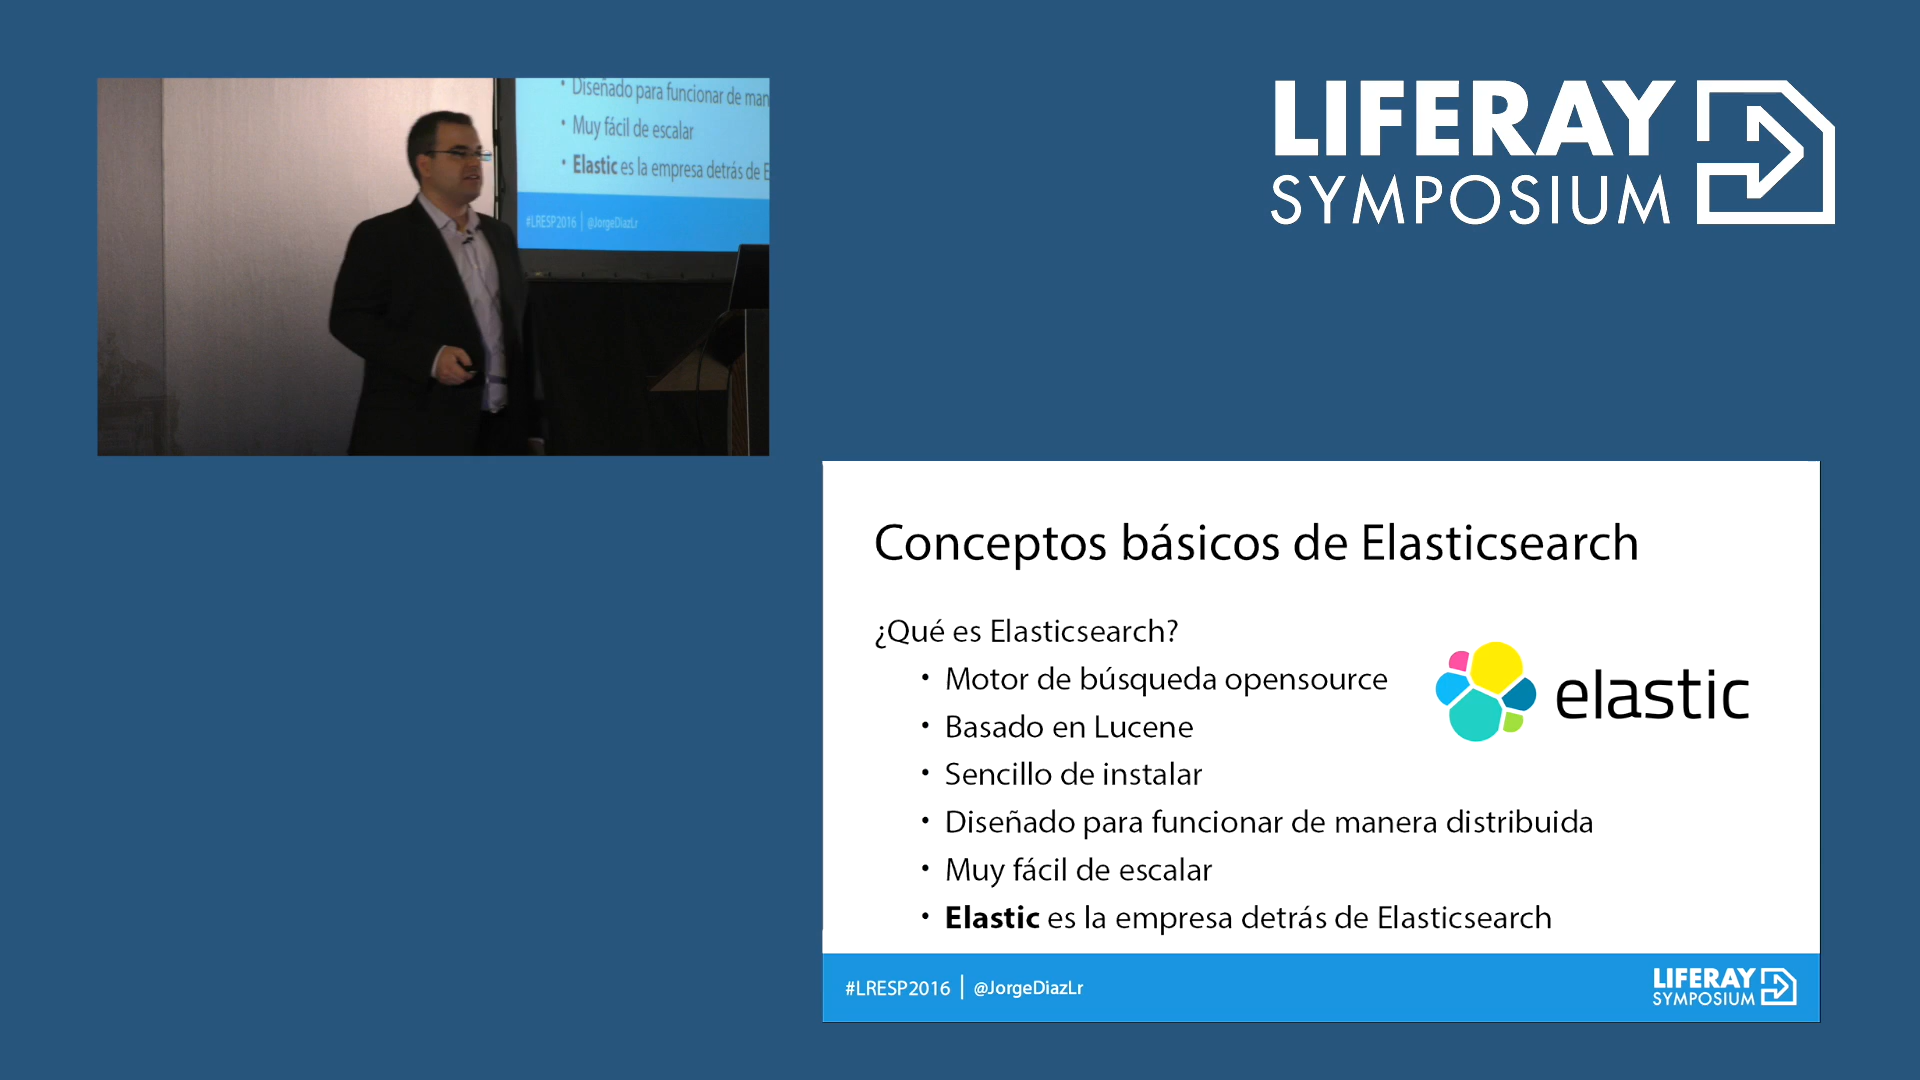 Diseñado para funcionar de man
Muy fácil de escalar
Elastic es la empresa detrás de E
#LRESP2016 | @JorgeDiazLr
LIFERAY
SYMPOSIUM
Conceptos básicos de Elasticsearch
¿Qué es Elasticsearch?
• Motor de búsqueda opensource
• Basado en Lucene
• Sencillo de instalar
• Diseñado para funcionar de manera distribuida
• Muy fácil de escalar
• Elastic es la empresa detrás de Elasticsearch
elastic
#LRESP2016 | @JorgeDiazLr
LIFERAY
SYMPOSIUM